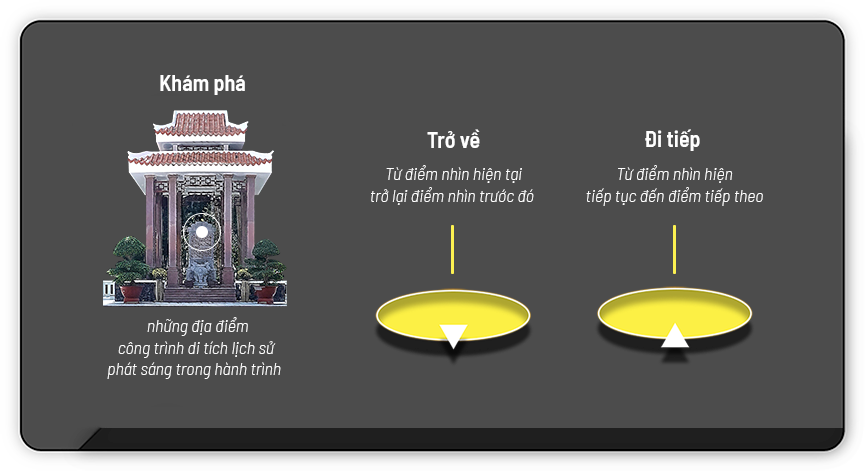 Khám phá
những địa điểm
công trình di tích lịch sử
phát sáng trong hành trình
Trở về
Từ điểm nhìn hiện tại
trở lại điểm nhìn trước đó
Đi tiếp
Từ điểm nhìn hiện
tiếp tục đến điểm tiếp theo